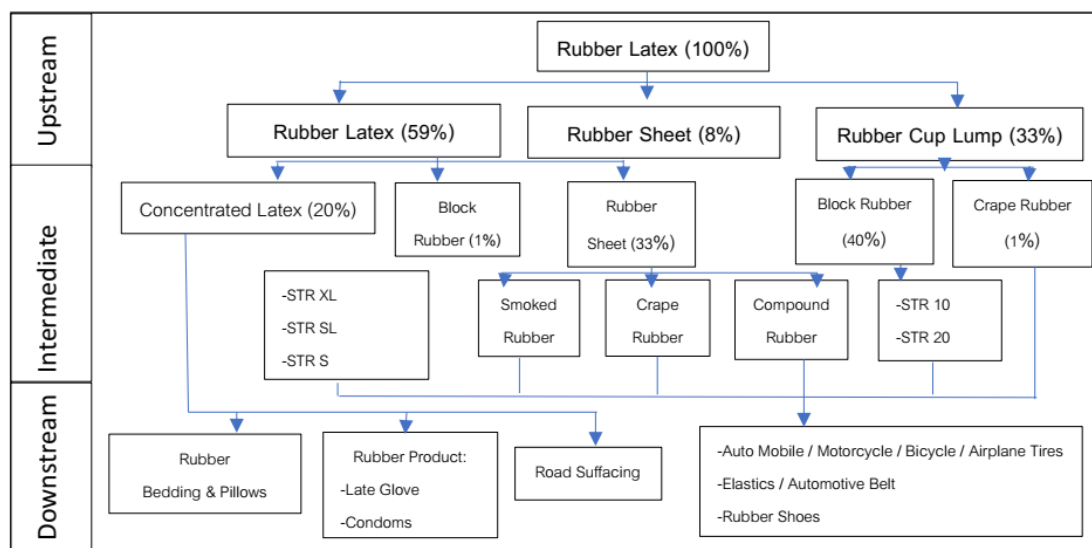 Upstream
Rubber Latex (100%)
Rubber Latex (59%)
Rubber Sheet (8%)
Rubber Cup Lump (33%)
Intermediate
Concentrated Latex (20%)
Block
Rubber (1%)
Rubber
Sheet (33%)
Block Rubber
(40%)
Crape Rubber
(1%)
-STR XL
-STR SL
-STR S
Smoked
Rubber
Crape
Rubber
Compound
Rubber
-STR 10
-STR 20
Downstream
Rubber
Bedding & Pillows
Rubber Product:
-Late Glove
-Condoms
Road Suffacing
-Auto Mobile / Motorcycle / Bicycle / Airplane Tires
-Elastics / Automotive Belt
-Rubber Shoes